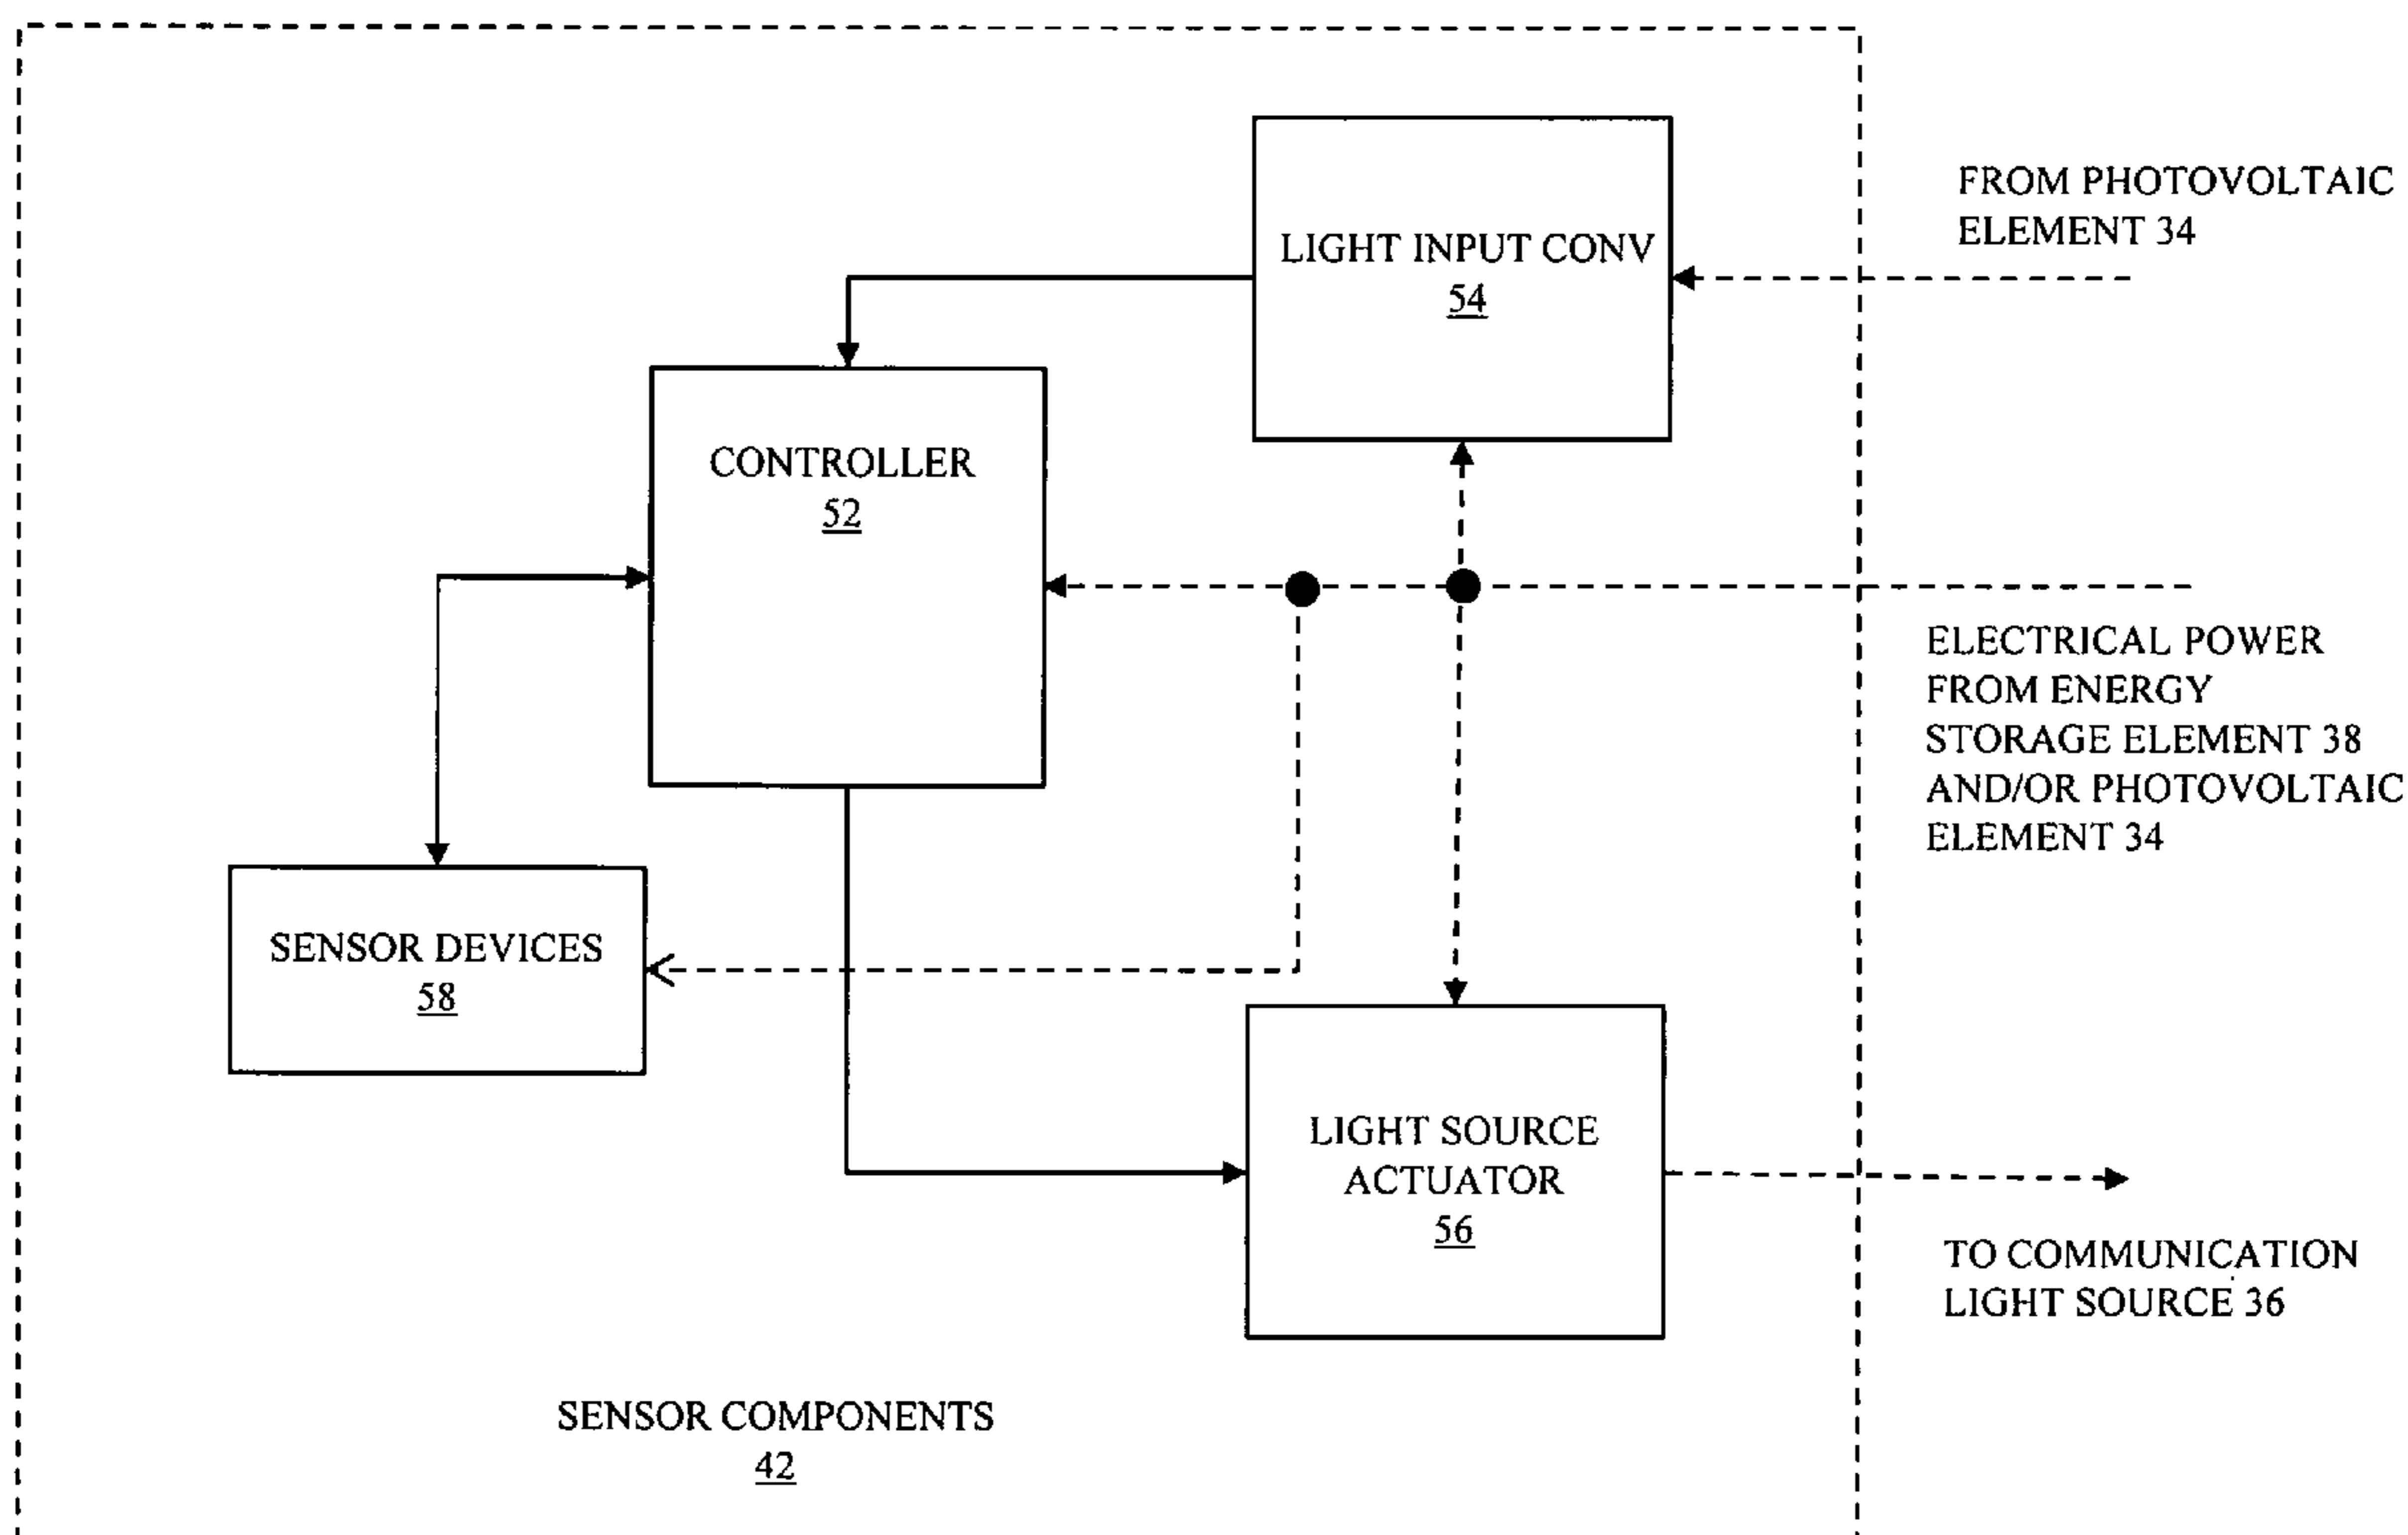 FROM PHOTOVOLTAIC
ELEMENT 34
LIGHT INPUT CONV
54
CONTROLLER
52
ELECTRICAL POWER
FROM ENERGY
STORAGE ELEMENT 38
AND/OR PHOTOVOLTAIC
ELEMENT 34
SENSOR DEVICES
58
LIGHT SOURCE
ACTUATOR
56
TO COMMUNICATION
LIGHT SOURCE 36
SENSOR COMPONENTS
42